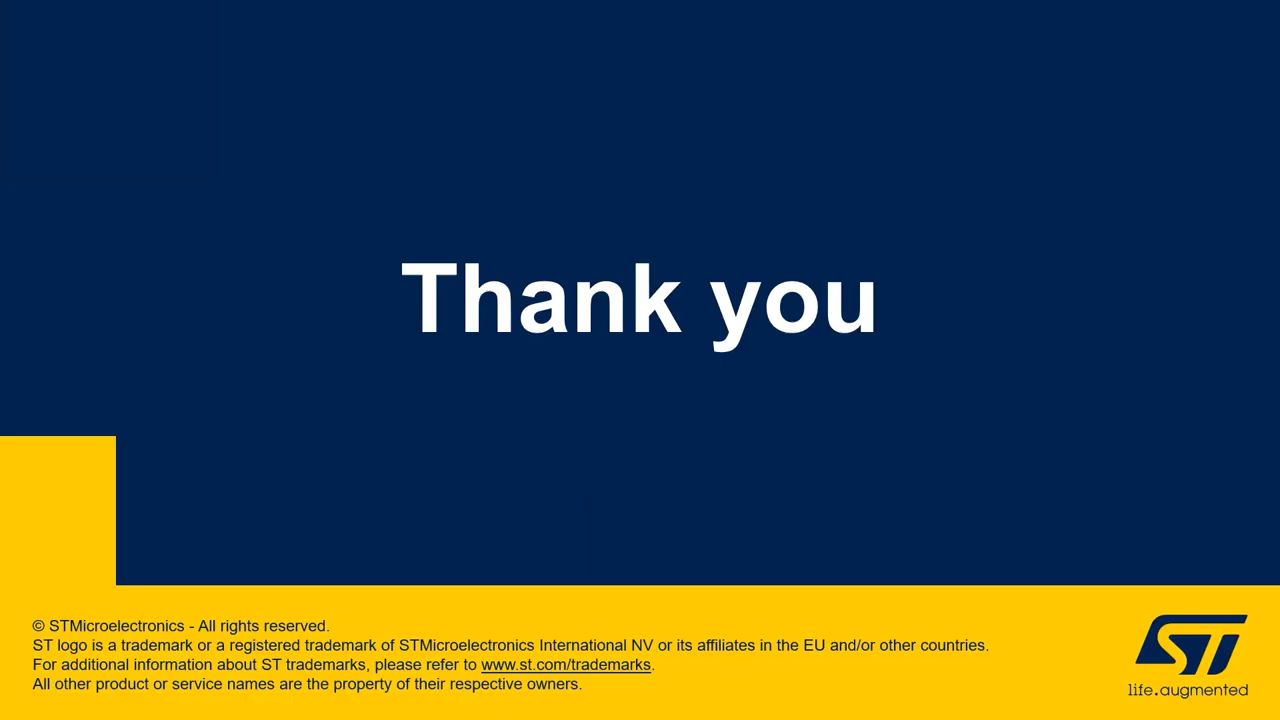 Thank you
© STMicroelectronics - All rights reserved.
ST logo is a trademark or a registered trademark of STMicroelectronics International NV or its affiliates in the EU and/or other countries.
For additional information about ST trademarks, please refer to www.st.com/trademarks.
All other product or service names are the property of their respective owners.
ST
life.augmented